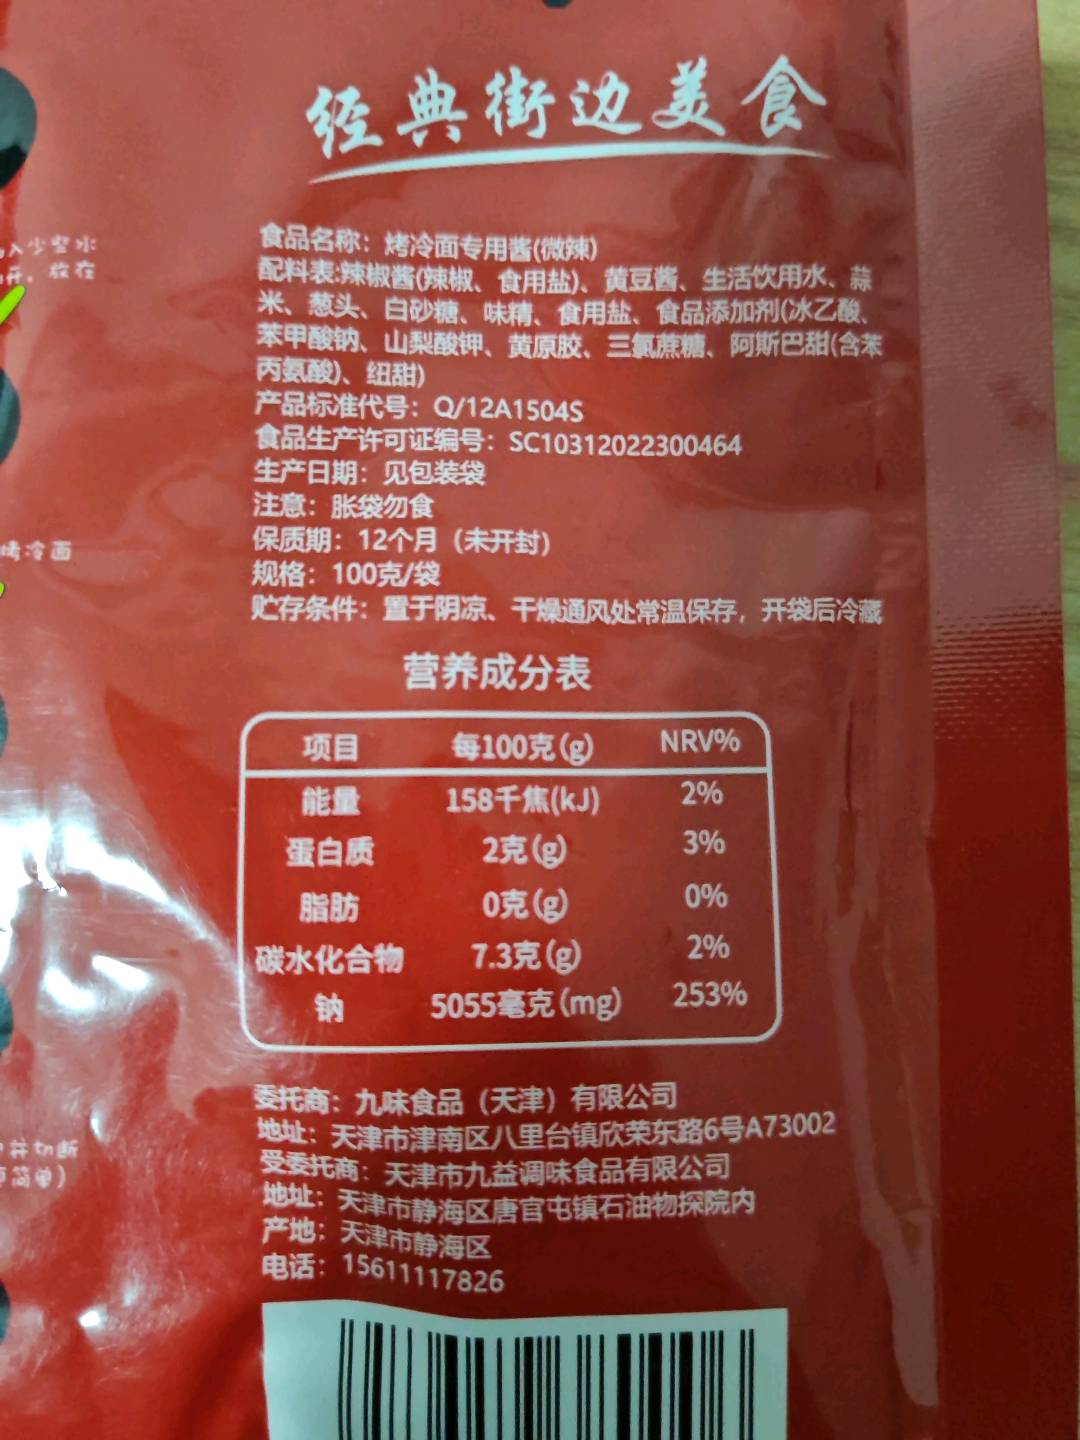 经典街边美食
食品名称：烤冷面专用酱(微辣)
配料表:辣椒酱(辣椒、食用盐)、黄豆酱、生活饮用水、蒜
米、葱头、白砂糖、味精、食用盐、食品添加剂(冰乙酸、
苯甲酸钠、山梨酸钾、黄原胶、三氯蔗糖、阿斯巴甜(含苯
丙氨酸)、纽甜)
产品标准代号：Q/12A1504S
食品生产许可证编号：SC10312022300464
生产日期：见包装袋
注意：胀袋勿食
保质期：12个月（未开封）
规格：100克/袋
贮存条件：置于阴凉、干燥通风处常温保存，开袋后冷藏
营养成分表
项目 每100克(g) NRV%
能量 158千焦(kJ) 2%
蛋白质 2克(g) 3%
脂肪 0克(g) 0%
碳水化合物 7.3克(g) 2%
钠 5055毫克(mg) 253%
委托商：九味食品（天津）有限公司
地址：天津市津南区八里台镇欣荣东路6号A73002
受委托商：天津市九益调味食品有限公司
地址：天津市静海区唐官屯镇石油物探院内
产地：天津市静海区
电话：15611117826
入少许水
开，放在
烤冷面
并切断
简单）